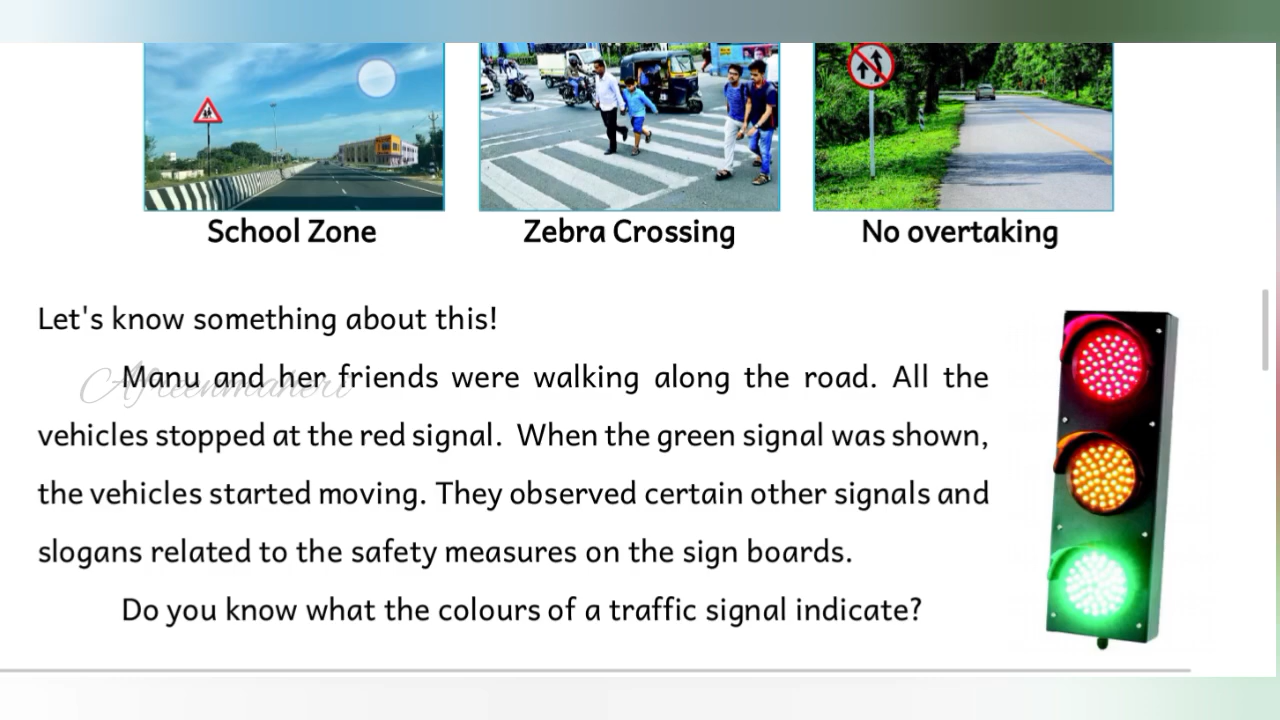 School Zone
Zebra Crossing
No overtaking
Let's know something about this!
Manu and her friends were walking along the road. All the
vehicles stopped at the red signal. When the green signal was shown,
the vehicles started moving. They observed certain other signals and
slogans related to the safety measures on the sign boards.
Do you know what the colours of a traffic signal indicate?